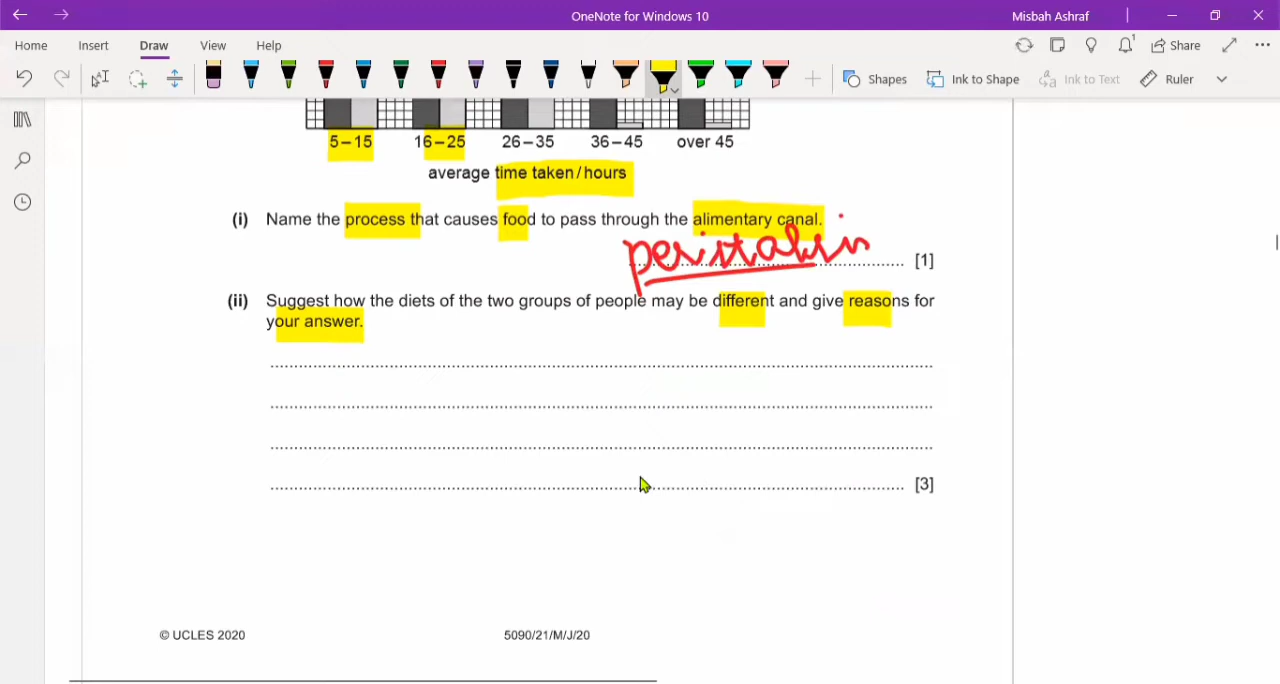 OneNote for Windows 10
Misbah Ashraf
Home Insert Draw View Help
1 Share
Shapes Ink to Shape Ink to Text Ruler
5–15 16–25 26–35 36–45 over 45
average time taken / hours
(i) Name the process that causes food to pass through the alimentary canal.
peristalsis [1]
(ii) Suggest how the diets of the two groups of people may be different and give reasons for
your answer.
[3]
© UCLES 2020 5090/21/M/J/20